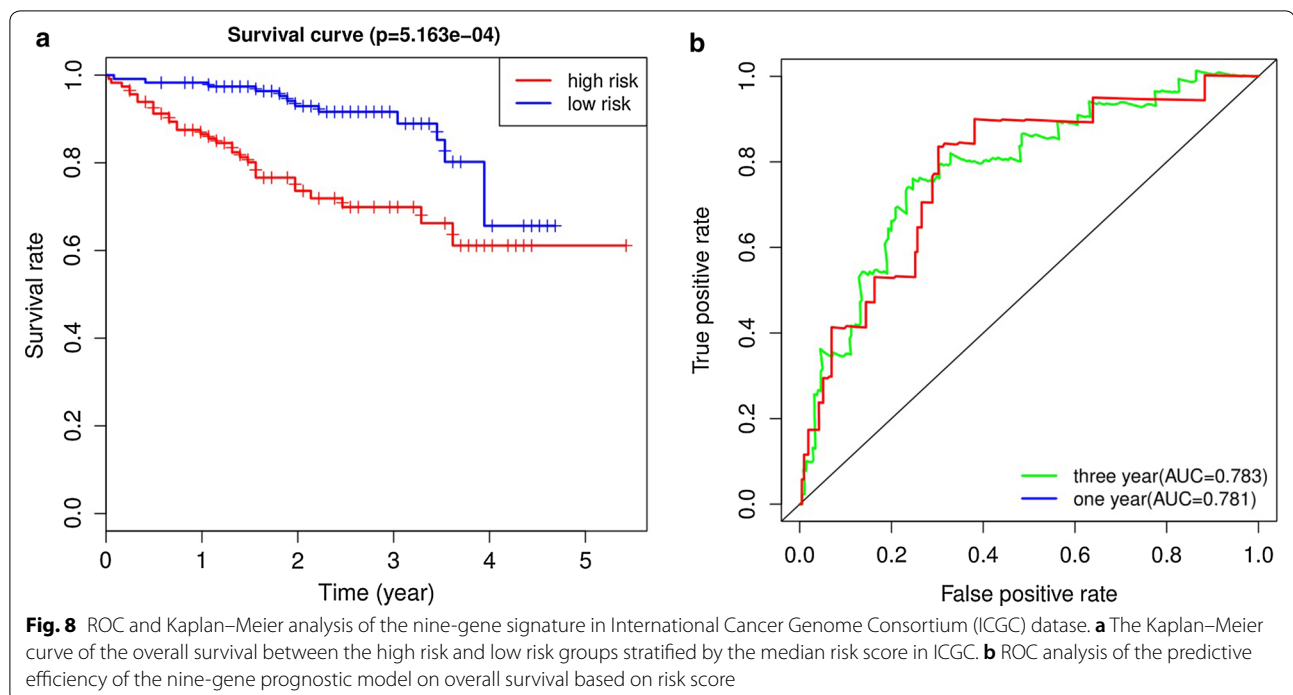 a
Survival curve (p=5.163e−04)
high risk
low risk
Survival rate
1.0
0.8
0.6
0.4
0.2
0.0
0 1 2 3 4 5
Time (year)
b
True positive rate
1.0
0.8
0.6
0.4
0.2
0.0
three year(AUC=0.783)
one year(AUC=0.781)
0.0 0.2 0.4 0.6 0.8 1.0
False positive rate
Fig. 8 ROC and Kaplan–Meier analysis of the nine-gene signature in International Cancer Genome Consortium (ICGC) datase. a The Kaplan–Meier
curve of the overall survival between the high risk and low risk groups stratified by the median risk score in ICGC. b ROC analysis of the predictive
efficiency of the nine-gene prognostic model on overall survival based on risk score